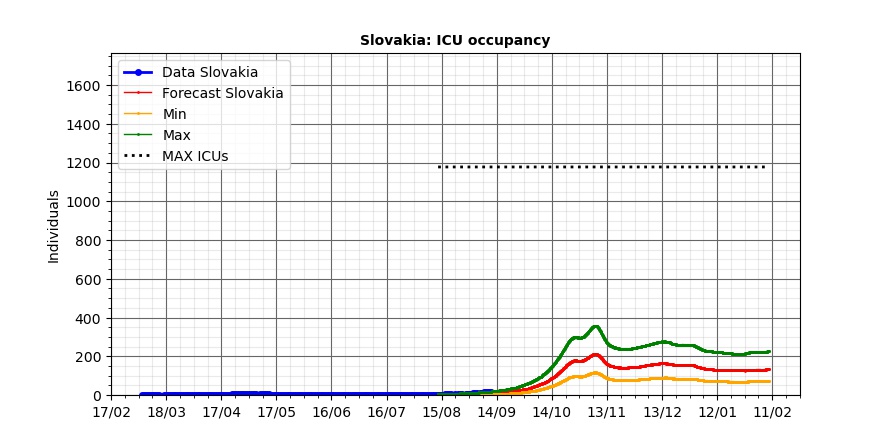 Slovakia: ICU occupancy
Data Slovakia
Forecast Slovakia
Min
Max
MAX ICUs
Individuals
1600
1400
1200
1000
800
600
400
200
0
17/02 18/03 17/04 17/05 16/06 16/07 15/08 14/09 14/10 13/11 13/12 12/01 11/02